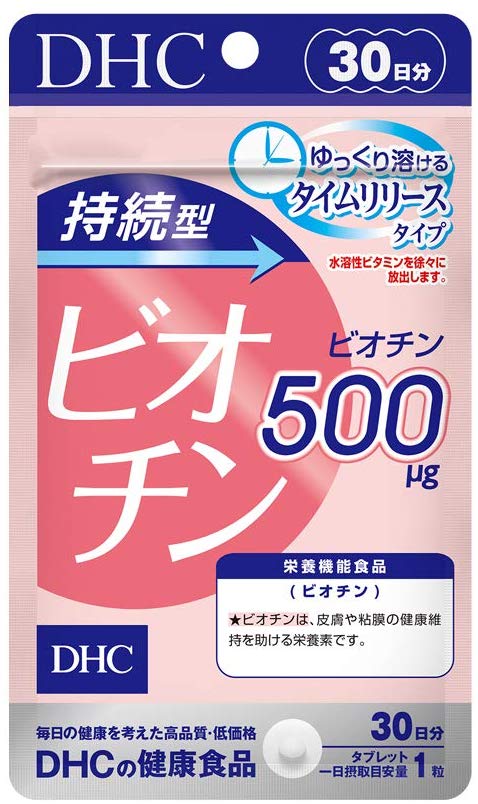 DHC
30日分
ゆっくり溶ける
タイムリリース
タイプ
水溶性ビタミンを徐々に
放出します。
持続型
ビオ
チン
ビオチン
500
μg
栄養機能食品
(ビオチン)
★ビオチンは、皮膚や粘膜の健康維
持を助ける栄養素です。
DHC
毎日の健康を考えた高品質・低価格
DHCの健康食品
30日分
タブレット
一日摂取目安量1粒